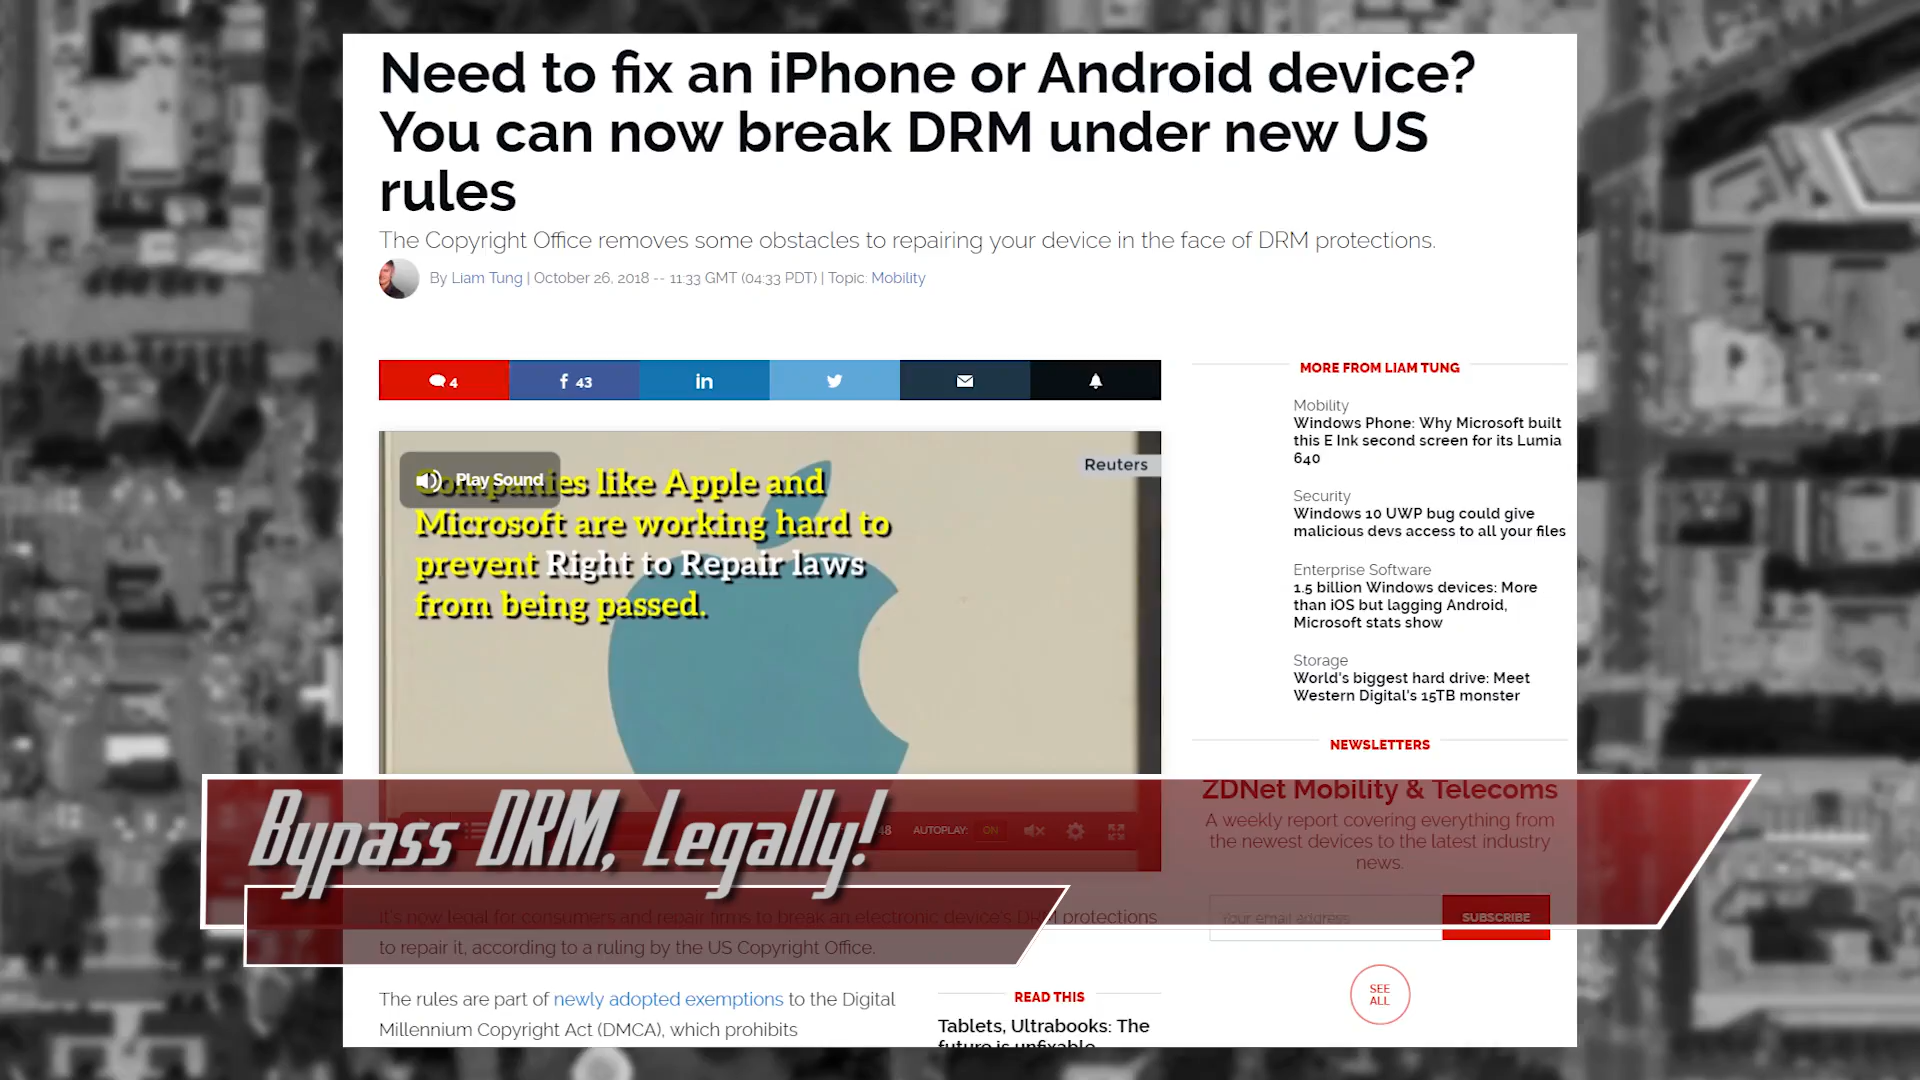 Need to fix an iPhone or Android device?
You can now break DRM under new US
rules
The Copyright Office removes some obstacles to repairing your device in the face of DRM protections.
By Liam Tung | October 26, 2018 -- 11:33 GMT (04:33 PDT) | Topic: Mobility
4
f 43
in
Play Sound
es like Apple and
Microsoft are working hard to
prevent Right to Repair laws
from being passed.
Reuters
48 AUTOPLAY: ON
Bypass DRM, Legally!
It's now legal for consumers and repair firms to break an electronic device's DRM protections
to repair it, according to a ruling by the US Copyright Office.
The rules are part of newly adopted exemptions to the Digital
Millennium Copyright Act (DMCA), which prohibits
READ THIS
Tablets, Ultrabooks: The
future is unfixable
MORE FROM LIAM TUNG
Mobility
Windows Phone: Why Microsoft built
this E Ink second screen for its Lumia
640
Security
Windows 10 UWP bug could give
malicious devs access to all your files
Enterprise Software
1.5 billion Windows devices: More
than iOS but lagging Android,
Microsoft stats show
Storage
World's biggest hard drive: Meet
Western Digital's 15TB monster
NEWSLETTERS
ZDNet Mobility & Telecoms
A weekly report covering everything from
the newest devices to the latest industry
news.
Your email address
SUBSCRIBE
SEE
ALL